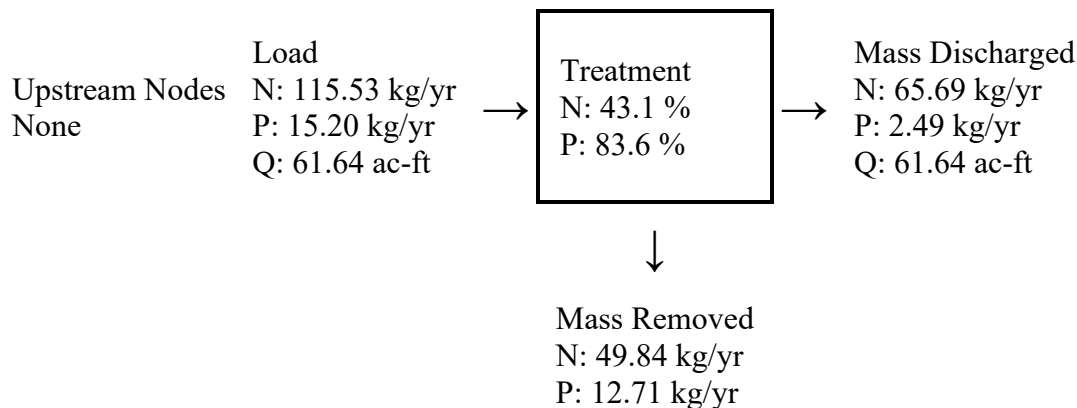 Upstream Nodes
None
Load
N: 115.53 kg/yr
P: 15.20 kg/yr
Q: 61.64 ac-ft
→
Treatment
N: 43.1 %
P: 83.6 %
→
Mass Discharged
N: 65.69 kg/yr
P: 2.49 kg/yr
Q: 61.64 ac-ft
↓
Mass Removed
N: 49.84 kg/yr
P: 12.71 kg/yr